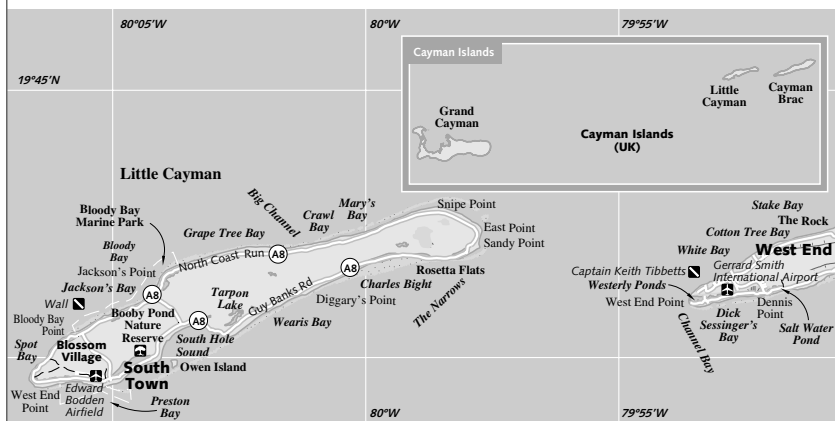 80°05'W
80°W
79°55'W
19°45'N
Cayman Islands
Grand
Cayman
Little
Cayman
Cayman
Brac
Cayman Islands
(UK)
Little Cayman
Bloody Bay
Marine Park
Big Channel
Mary's
Bay
Crawl
Bay
Snipe Point
Grape Tree Bay
East Point
Sandy Point
Bloody
Bay
Jackson's Point
North Coast Run
A8
A8
Rosetta Flats
Jackson's Bay
A8
Charles Bight
Wall
Tarpon
Lake
Guy Banks Rd
Diggary's Point
The Narrows
Bloody Bay
Point
Booby Pond
Nature
Reserve
A8
Wearis Bay
Spot
Bay
Blossom
Village
South Hole
Sound
South
Town
Owen Island
West End
Point
Edward
Bodden
Airfield
Preston
Bay
Stake Bay
The Rock
Cotton Tree Bay
White Bay
West End
Captain Keith Tibbetts
Gerrard Smith
International Airport
Westerly Ponds
West End Point
Dennis
Point
Dick
Sessinger's
Bay
Salt Water
Pond
Channel Bay
80°W
79°55'W